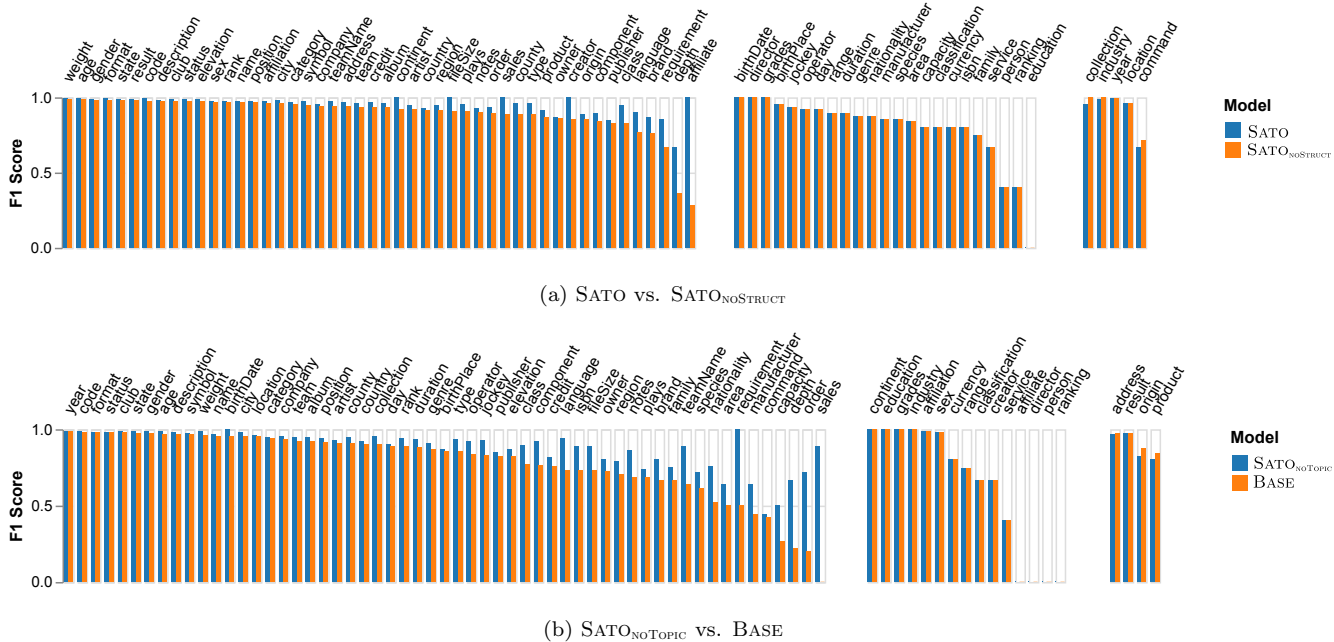 weight
age
gender
format
state
result
code
description
club
status
elevation
sex
rank
name
position
affiliation
city
category
symbol
company
teamName
address
team
credit
album
continent
artist
country
region
fileSize
plays
notes
order
sales
county
type
product
owner
creator
origin
component
publisher
class
language
brand
requirement
depth
affiliate
birthDate
director
grades
birthPlace
jockey
operator
day
range
duration
genre
nationality
manufacturer
species
area
capacity
classification
currency
isbn
family
service
person
ranking
education
collection
industry
year
location
command
1.0
0.5
0.0
F1 Score
Model
SATO
SATOnoStruct
(a) SATO vs. SATOnoStruct
year
code
format
status
club
state
gender
age
description
symbol
weight
name
birthDate
city
location
category
company
team
album
position
artist
county
country
collection
day
rank
duration
genre
birthPlace
type
operator
jockey
publisher
elevation
class
component
credit
language
isbn
fileSize
owner
region
notes
plays
brand
family
teamName
species
nationality
area
requirement
manufacturer
command
capacity
depth
order
sales
continent
education
grades
industry
affiliation
sex
currency
range
classification
creator
service
affiliate
director
person
ranking
address
result
origin
product
1.0
0.5
0.0
F1 Score
Model
SATOnoTopic
BASE
(b) SATOnoTopic vs. BASE